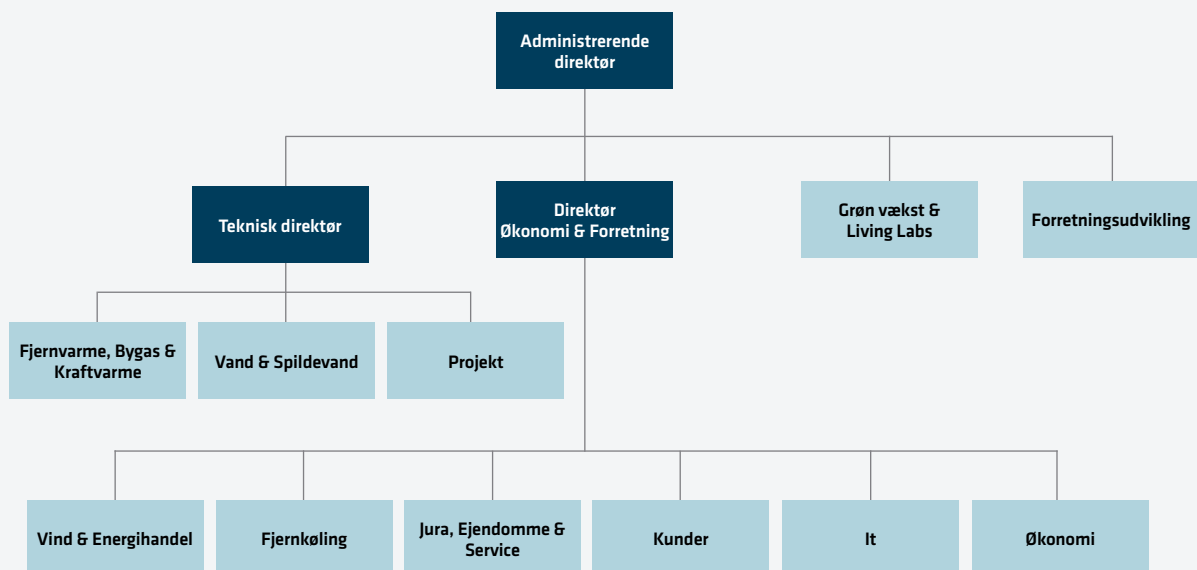 Administrerende
direktør
Teknisk direktør
Direktør
Økonomi & Forretning
Grøn vækst &
Living Labs
Forretningsudvikling
Fjernvarme, Bygas &
Kraftvarme
Vand & Spildevand
Projekt
Vind & Energihandel
Fjernkøling
Jura, Ejendomme &
Service
Kunder
It
Økonomi